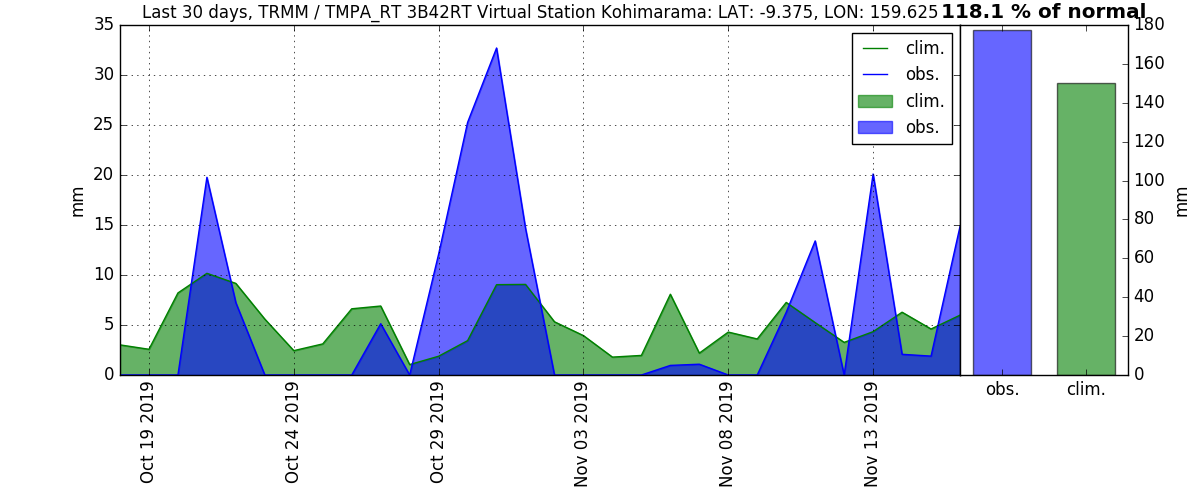 Last 30 days, TRMM / TMPA_RT 3B42RT Virtual Station Kohimarama: LAT: -9.375, LON: 159.625
118.1 % of normal
35
30
25
20
15
10
5
0
mm
clim.
obs.
clim.
obs.
Oct 19 2019
Oct 24 2019
Oct 29 2019
Nov 03 2019
Nov 08 2019
Nov 13 2019
180
160
140
120
100
80
60
40
20
0
mm
obs.
clim.